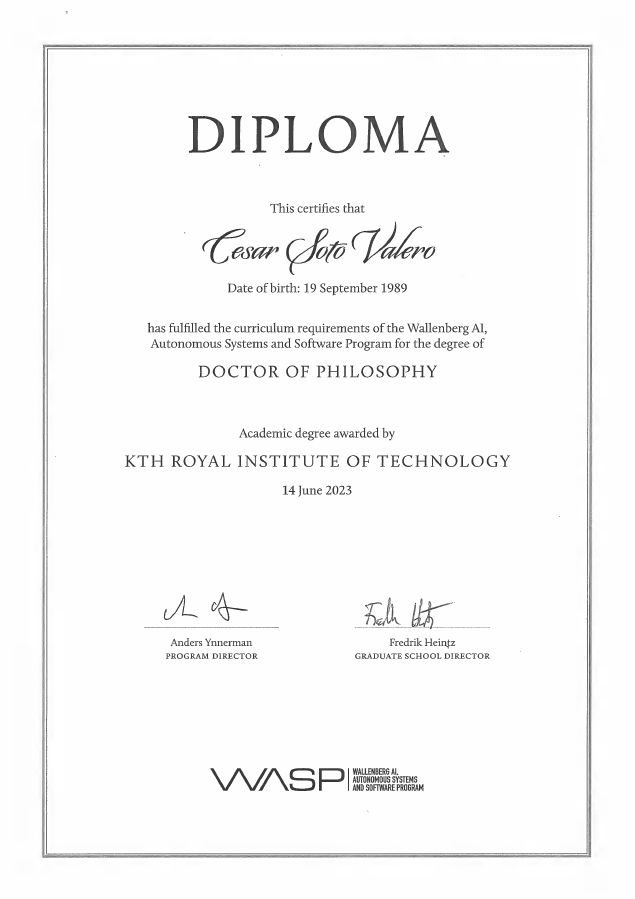 DIPLOMA
This certifies that
Cesar Soto Valero
Date of birth: 19 September 1989
has fulfilled the curriculum requirements of the Wallenberg AI,
Autonomous Systems and Software Program for the degree of
DOCTOR OF PHILOSOPHY
Academic degree awarded by
KTH ROYAL INSTITUTE OF TECHNOLOGY
14 June 2023
Anders Ynnerman
PROGRAM DIRECTOR
Fredrik Heintz
GRADUATE SCHOOL DIRECTOR
WASP
WALLENBERG AI,
AUTONOMOUS SYSTEMS
AND SOFTWARE PROGRAM